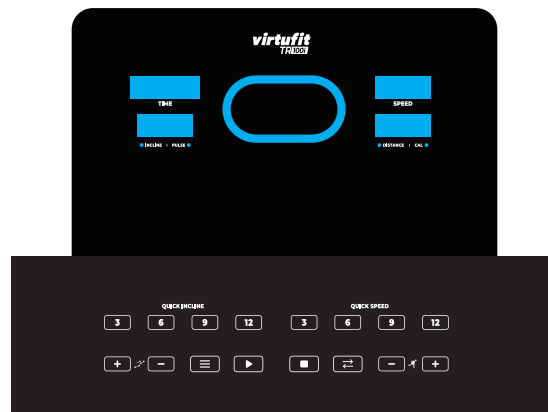 virtufit
TR100i
TIME
SPEED
INCLINE PULSE
DISTANCE CAL
QUICK INCLINE
QUICK SPEED
3 6 9 12 3 6 9 12
+ - - +